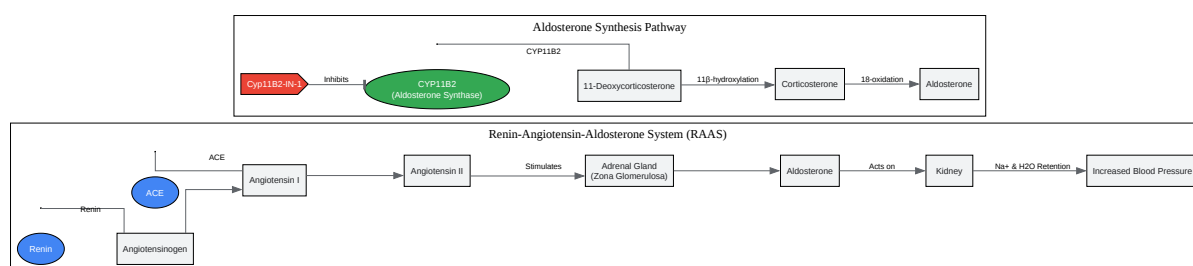 Aldosterone Synthesis Pathway
CYP11B2
Cyp11B2-IN-1
Inhibits
CYP11B2
(Aldosterone Synthase)
11-Deoxycorticosterone
11β-hydroxylation
Corticosterone
18-oxidation
Aldosterone
Renin-Angiotensin-Aldosterone System (RAAS)
ACE
ACE
Angiotensin I
Angiotensin II
Stimulates
Adrenal Gland
(Zona Glomerulosa)
Aldosterone
Acts on
Kidney
Na+ & H2O Retention
Increased Blood Pressure
Renin
Renin
Angiotensinogen